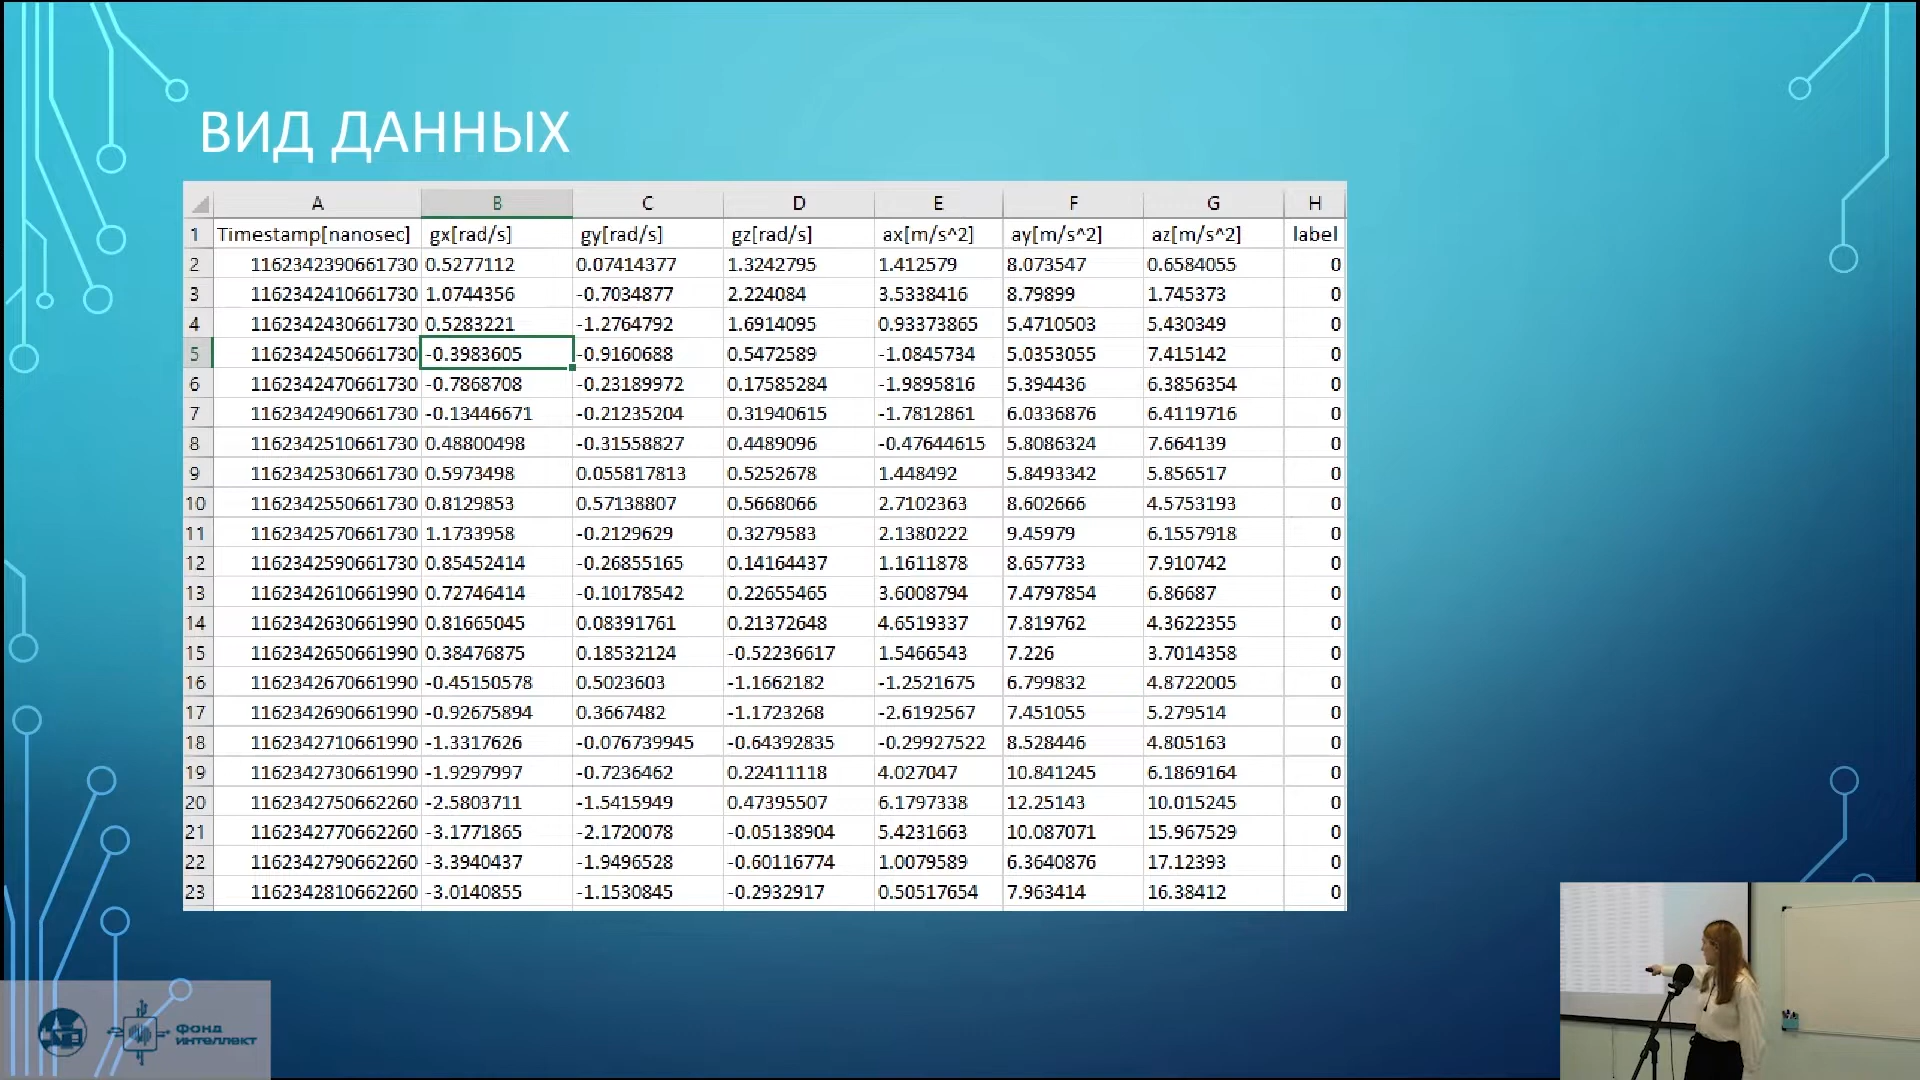 ВИД ДАННЫХ
A B C D E F G H
1 Timestamp[nanosec] gx[rad/s] gy[rad/s] gz[rad/s] ax[m/s^2] ay[m/s^2] az[m/s^2] label
2 1162342390661730 0.5277112 0.07414377 1.3242795 1.412579 8.073547 0.6584055 0
3 1162342410661730 1.0744356 -0.7034877 2.224084 3.5338416 8.79899 1.745373 0
4 1162342430661730 0.5283221 -1.2764792 1.6914095 0.93373865 5.4710503 5.430349 0
5 1162342450661730 -0.3983605 -0.9160688 0.5472589 -1.0845734 5.0353055 7.415142 0
6 1162342470661730 -0.7868708 -0.23189972 0.17585284 -1.9895816 5.394436 6.3856354 0
7 1162342490661730 -0.13446671 -0.21235204 0.31940615 -1.7812861 6.0336876 6.4119716 0
8 1162342510661730 0.48800498 -0.31558827 0.4489096 -0.47644615 5.8086324 7.664139 0
9 1162342530661730 0.5973498 0.055817813 0.5252678 1.448492 5.8493342 5.856517 0
10 1162342550661730 0.8129853 0.57138807 0.5668066 2.7102363 8.602666 4.5753193 0
11 1162342570661730 1.1733958 -0.2129629 0.3279583 2.1380222 9.45979 6.1557918 0
12 1162342590661730 0.85452414 -0.26855165 0.14164437 1.1611878 8.657733 7.910742 0
13 1162342610661990 0.72746414 -0.10178542 0.22655465 3.6008794 7.4797854 6.86687 0
14 1162342630661990 0.81665045 0.08391761 0.21372648 4.6519337 7.819762 4.3622355 0
15 1162342650661990 0.38476875 0.18532124 -0.52236617 1.5466543 7.226 3.7014358 0
16 1162342670661990 -0.45150578 0.5023603 -1.1662182 -1.2521675 6.799832 4.8722005 0
17 1162342690661990 -0.92675894 0.3667482 -1.1723268 -2.6192567 7.451055 5.279514 0
18 1162342710661990 -1.3317626 -0.076739945 -0.64392835 -0.29927522 8.528446 4.805163 0
19 1162342730661990 -1.9297997 -0.7236462 0.22411118 4.027047 10.841245 6.1869164 0
20 1162342750662260 -2.5803711 -1.5415949 0.47395507 6.1797338 12.25143 10.015245 0
21 1162342770662260 -3.1771865 -2.1720078 -0.05138904 5.4231663 10.087071 15.967529 0
22 1162342790662260 -3.3940437 -1.9496528 -0.60116774 1.0079589 6.3640876 17.12393 0
23 1162342810662260 -3.0140855 -1.1530845 -0.2932917 0.50517654 7.963414 16.38412 0
Фонд
интеллект